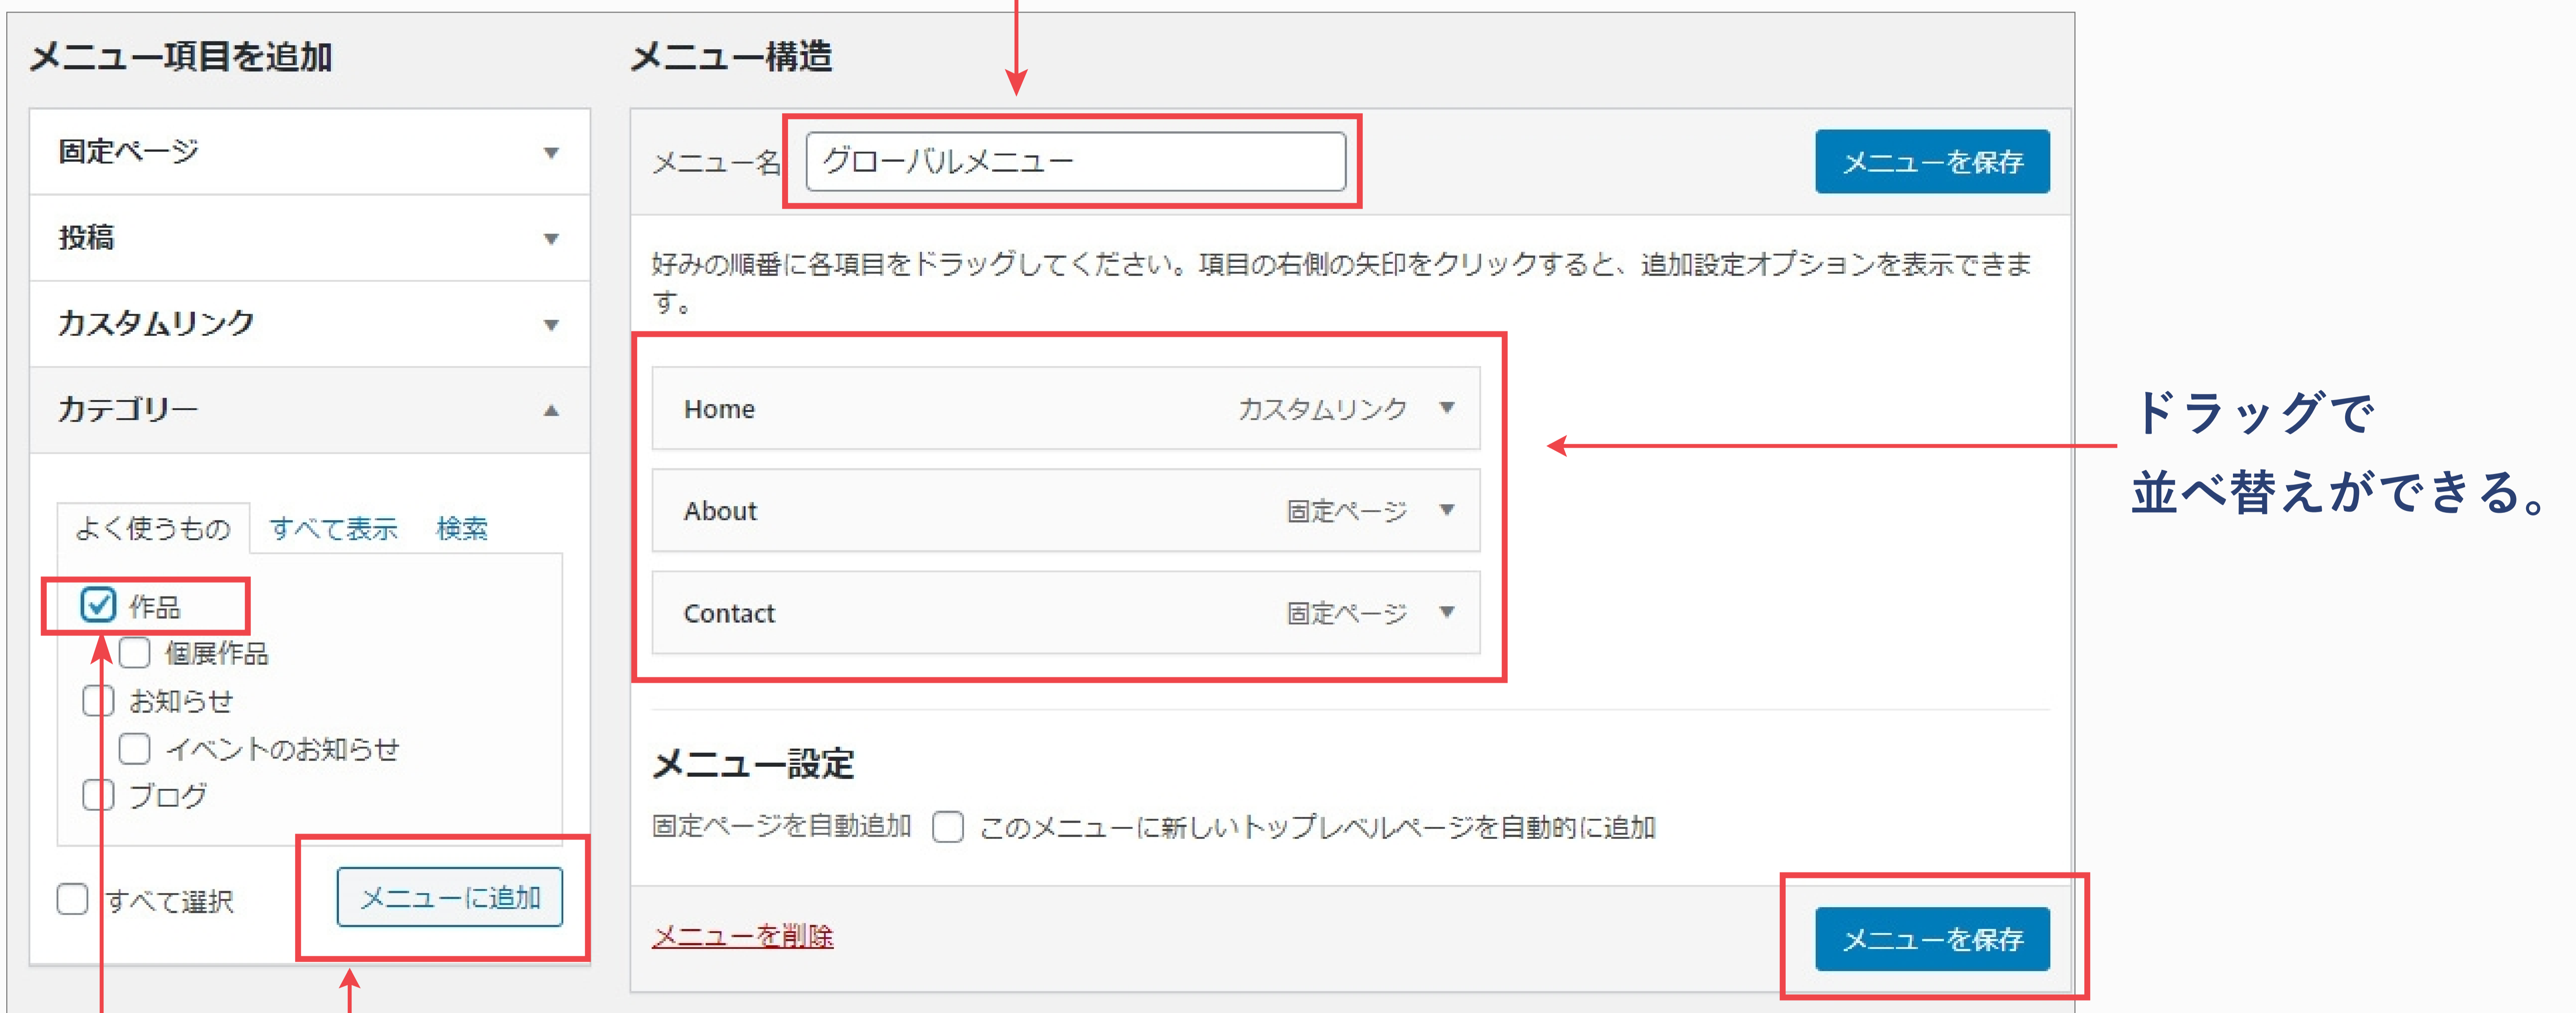 メニュー項目を追加
固定ページ
投稿
カスタムリンク
カテゴリー
よく使うもの すべて表示 検索
作品
個展作品
お知らせ
イベントのお知らせ
ブログ
すべて選択 メニューに追加
メニュー構造
メニュー名 グローバルメニュー メニューを保存
好みの順番に各項目をドラッグしてください。項目の右側の矢印をクリックすると、追加設定オプションを表示できま
す。
Home カスタムリンク
About 固定ページ
Contact 固定ページ
メニュー設定
固定ページを自動追加 このメニューに新しいトップレベルページを自動的に追加
メニューを削除 メニューを保存
ドラッグで
並べ替えができる。